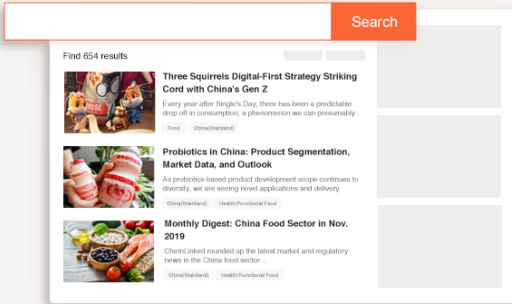 Search
Find 654 results
Three Squirrels Digital-First Strategy Striking
Cord with China's Gen Z
Every year after Single's Day, there has been a predictable
drop off in consumption, a phenomenon we can presumably
Food China(Mainland)
Probiotics in China: Product Segmentation,
Market Data, and Outlook
As probiotics-based product development scope continues to
diversify, we are seeing novel applications and delivery
China(Mainland) Health/Functional Food
Monthly Digest: China Food Sector in Nov.
2019
ChemLinked rounded up the latest market and regulatory
news in the China food sector...
China(Mainland) Health/Functional Food